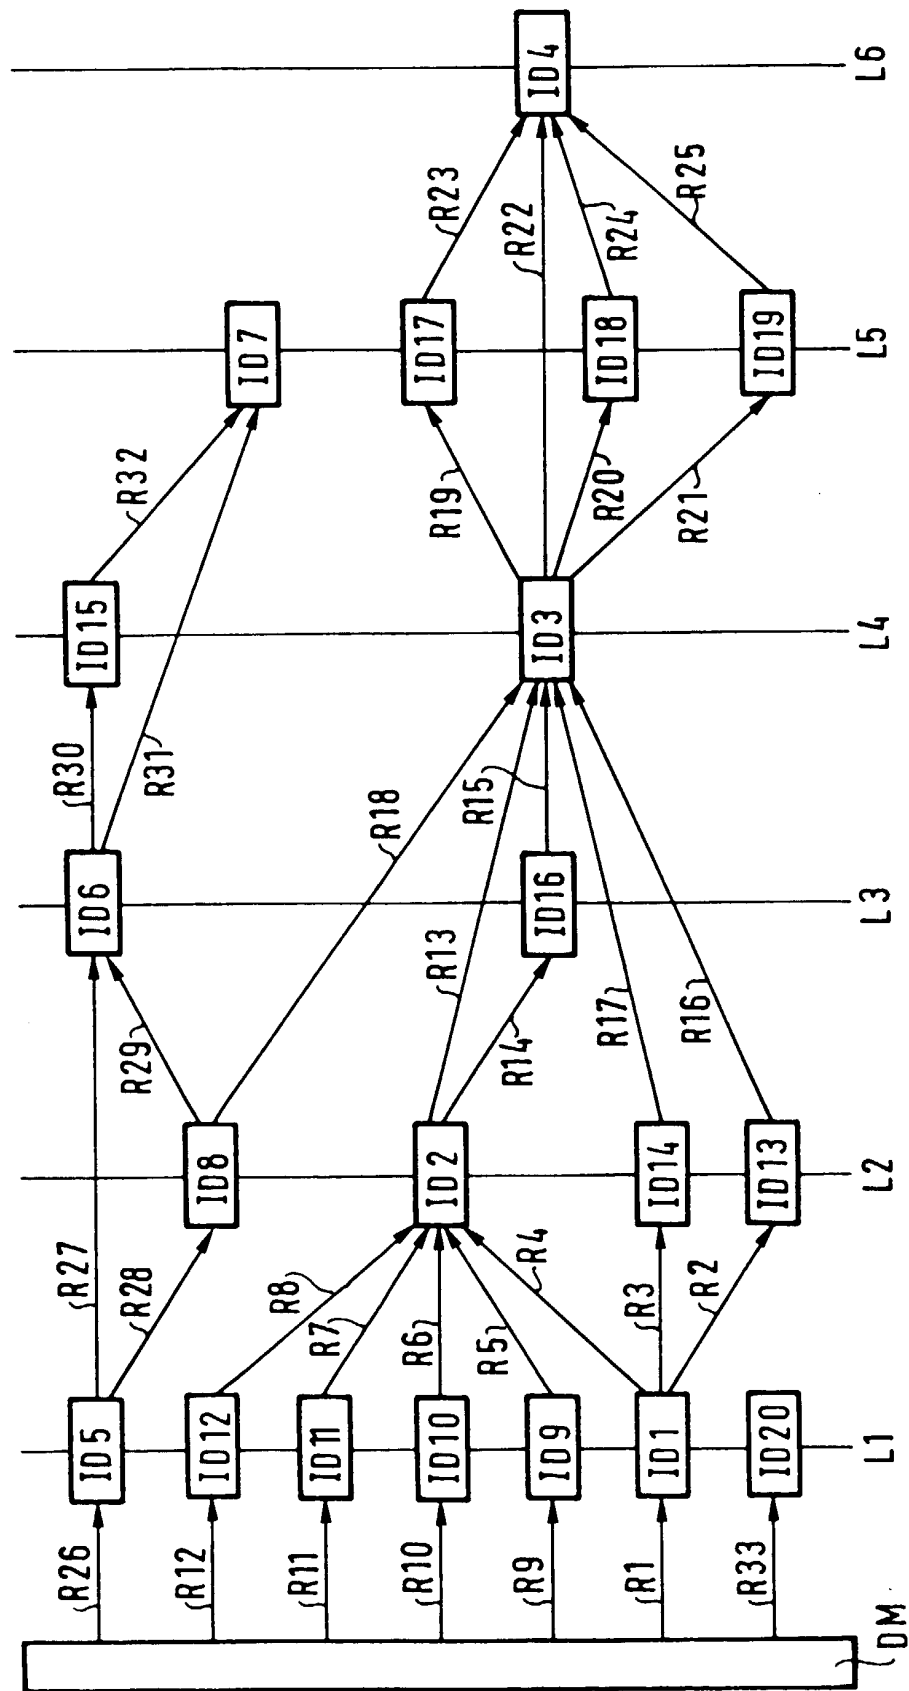 DM
R26
R12
R11
R10
R9
R1
R33
ID5
ID12
ID11
ID10
ID9
ID1
ID20
L1
R27
R28
R8
R7
R6
R5
R4
R3
R2
ID8
ID2
ID14
ID13
L2
R29
R18
R13
R14
R17
R16
ID6
ID16
L3
R30
R31
R15
ID15
ID3
L4
R32
R19
R20
R21
R22
ID7
ID17
ID18
ID19
L5
R23
R24
R25
ID4
L6